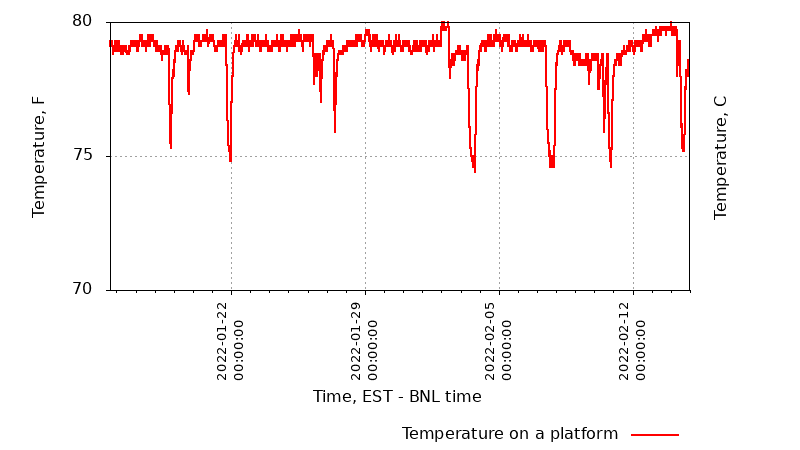 80
75
70
Temperature, F
Temperature, C
2022-01-22
00:00:00
2022-01-29
00:00:00
2022-02-05
00:00:00
2022-02-12
00:00:00
Time, EST - BNL time
Temperature on a platform